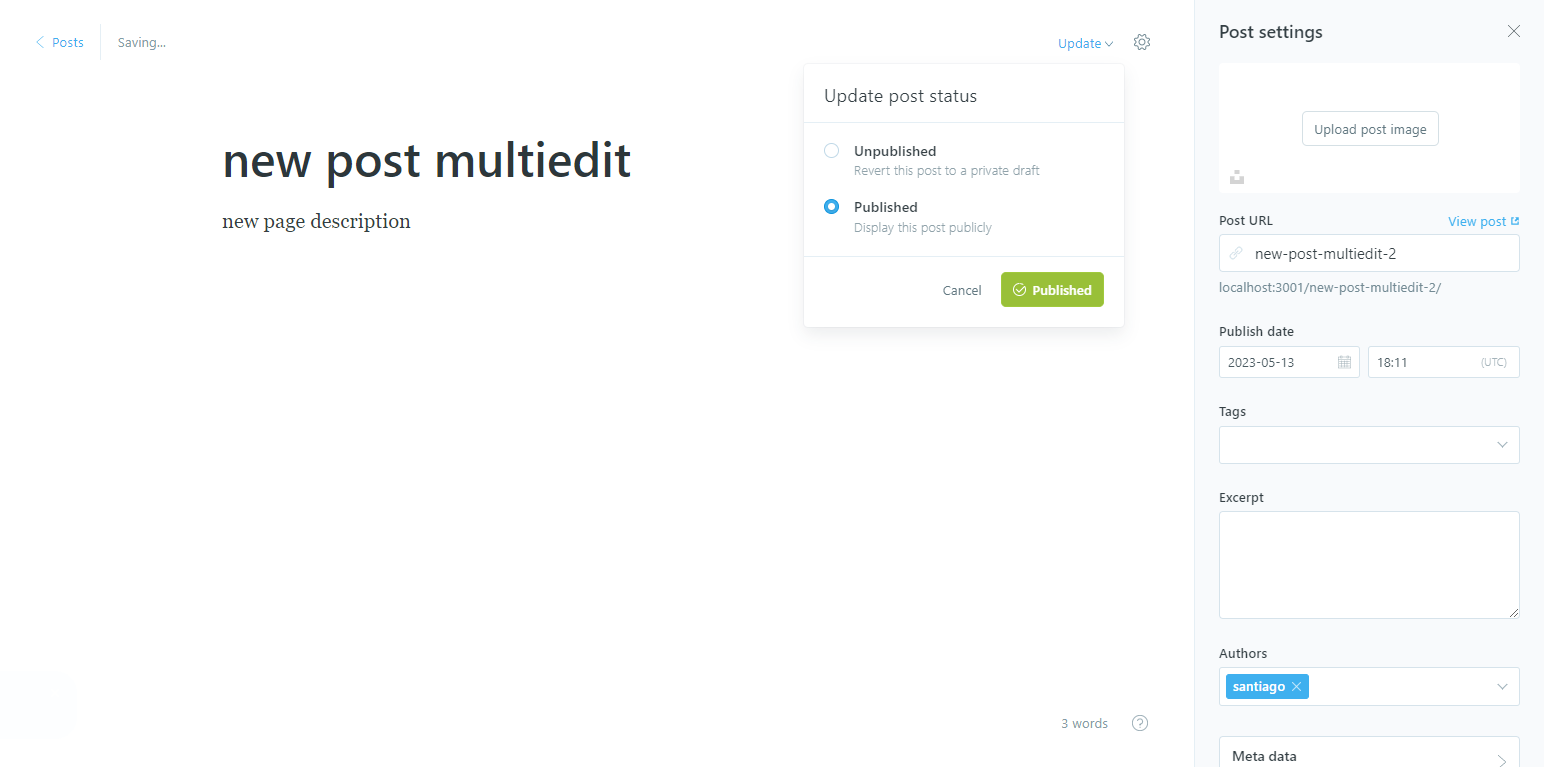 Posts
Saving...
Update
new post multiedit
new page description
Update post status
Unpublished
Revert this post to a private draft
Published
Display this post publicly
Cancel
Published
3 words
?
Post settings
Upload post image
Post URL
View post
new-post-multiedit-2
localhost:3001/new-post-multiedit-2/
Publish date
2023-05-13
18:11
(UTC)
Tags
Excerpt
Authors
santiago
Meta data